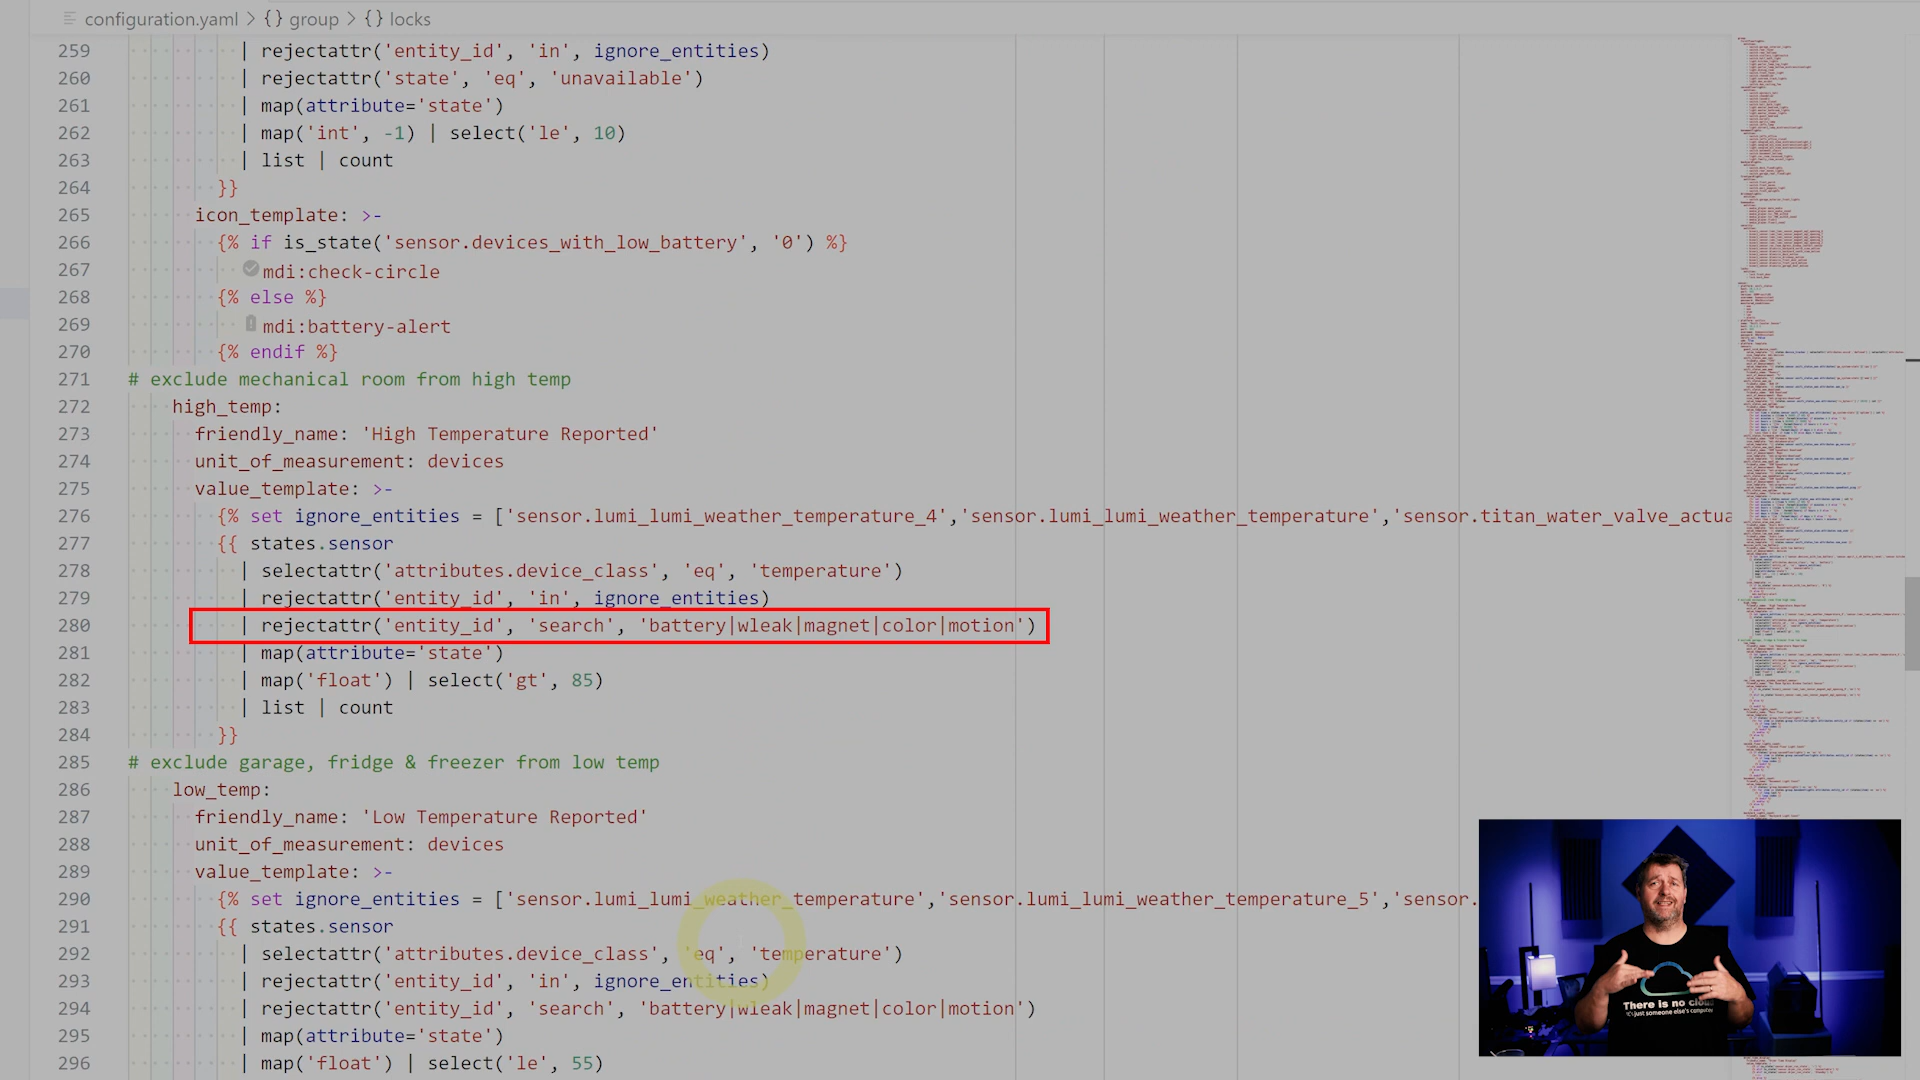 configuration.yaml > {} group > {} locks
259 | rejectattr('entity_id', 'in', ignore_entities)
260 | rejectattr('state', 'eq', 'unavailable')
261 | map(attribute='state')
262 | map('int', -1) | select('le', 10)
263 | list | count
264 }}
265 icon_template: >-
266 {% if is_state('sensor.devices_with_low_battery', '0') %}
267 mdi:check-circle
268 {% else %}
269 mdi:battery-alert
270 {% endif %}
271 # exclude mechanical room from high temp
272 high_temp:
273 friendly_name: 'High Temperature Reported'
274 unit_of_measurement: devices
275 value_template: >-
276 {% set ignore_entities = ['sensor.lumi_lumi_weather_temperature_4','sensor.lumi_lumi_weather_temperature','sensor.titan_water_valve_actua
277 {{ states.sensor
278 | selectattr('attributes.device_class', 'eq', 'temperature')
279 | rejectattr('entity_id', 'in', ignore_entities)
280 | rejectattr('entity_id', 'search', 'battery|wleak|magnet|color|motion')
281 | map(attribute='state')
282 | map('float') | select('gt', 85)
283 | list | count
284 }}
285 # exclude garage, fridge & freezer from low temp
286 low_temp:
287 friendly_name: 'Low Temperature Reported'
288 unit_of_measurement: devices
289 value_template: >-
290 {% set ignore_entities = ['sensor.lumi_lumi_weather_temperature','sensor.lumi_lumi_weather_temperature_5','sensor.
291 {{ states.sensor
292 | selectattr('attributes.device_class', 'eq', 'temperature')
293 | rejectattr('entity_id', 'in', ignore_entities)
294 | rejectattr('entity_id', 'search', 'battery|wleak|magnet|color|motion')
295 | map(attribute='state')
296 | map('float') | select('le', 55)
There is no cloud
it's just someone else's computer